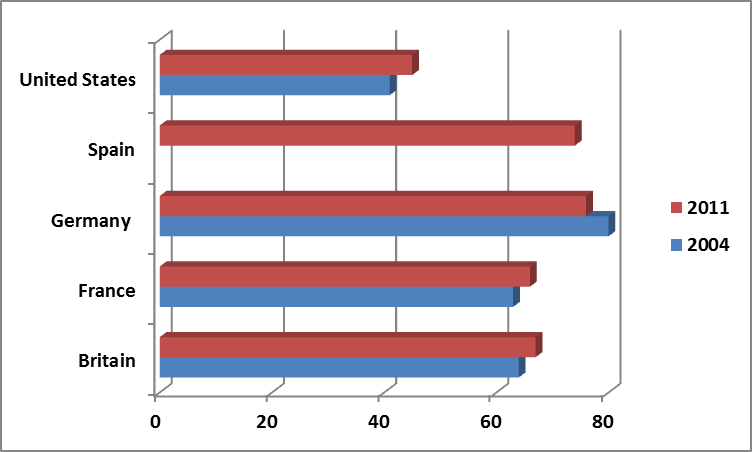 United States
Spain
Germany
France
Britain
0 20 40 60 80
2011
2004